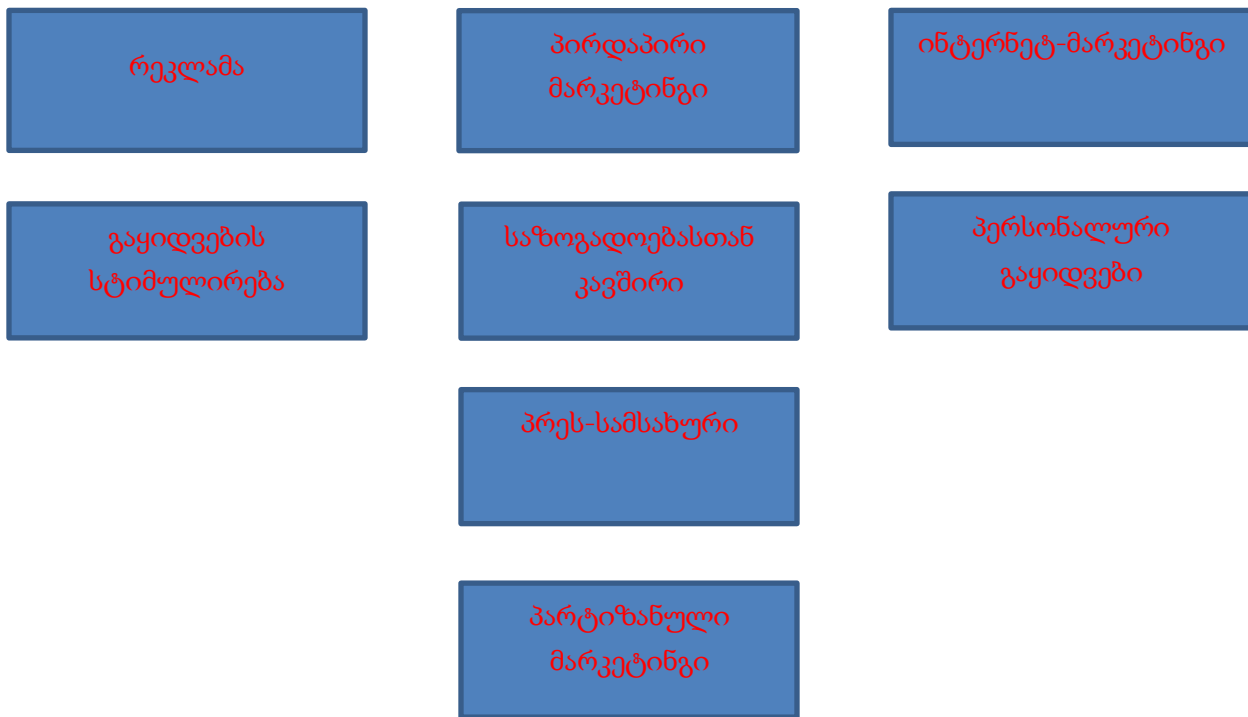 რეკლამა
პირდაპირი
მარკეტინგი
ინტერნეტ-მარკეტინგი
გაყიდვების
სტიმულირება
საზოგადოებასთან
კავშირი
პერსონალური
გაყიდვები
პრეს-სამსახური
პარტიზანული
მარკეტინგი